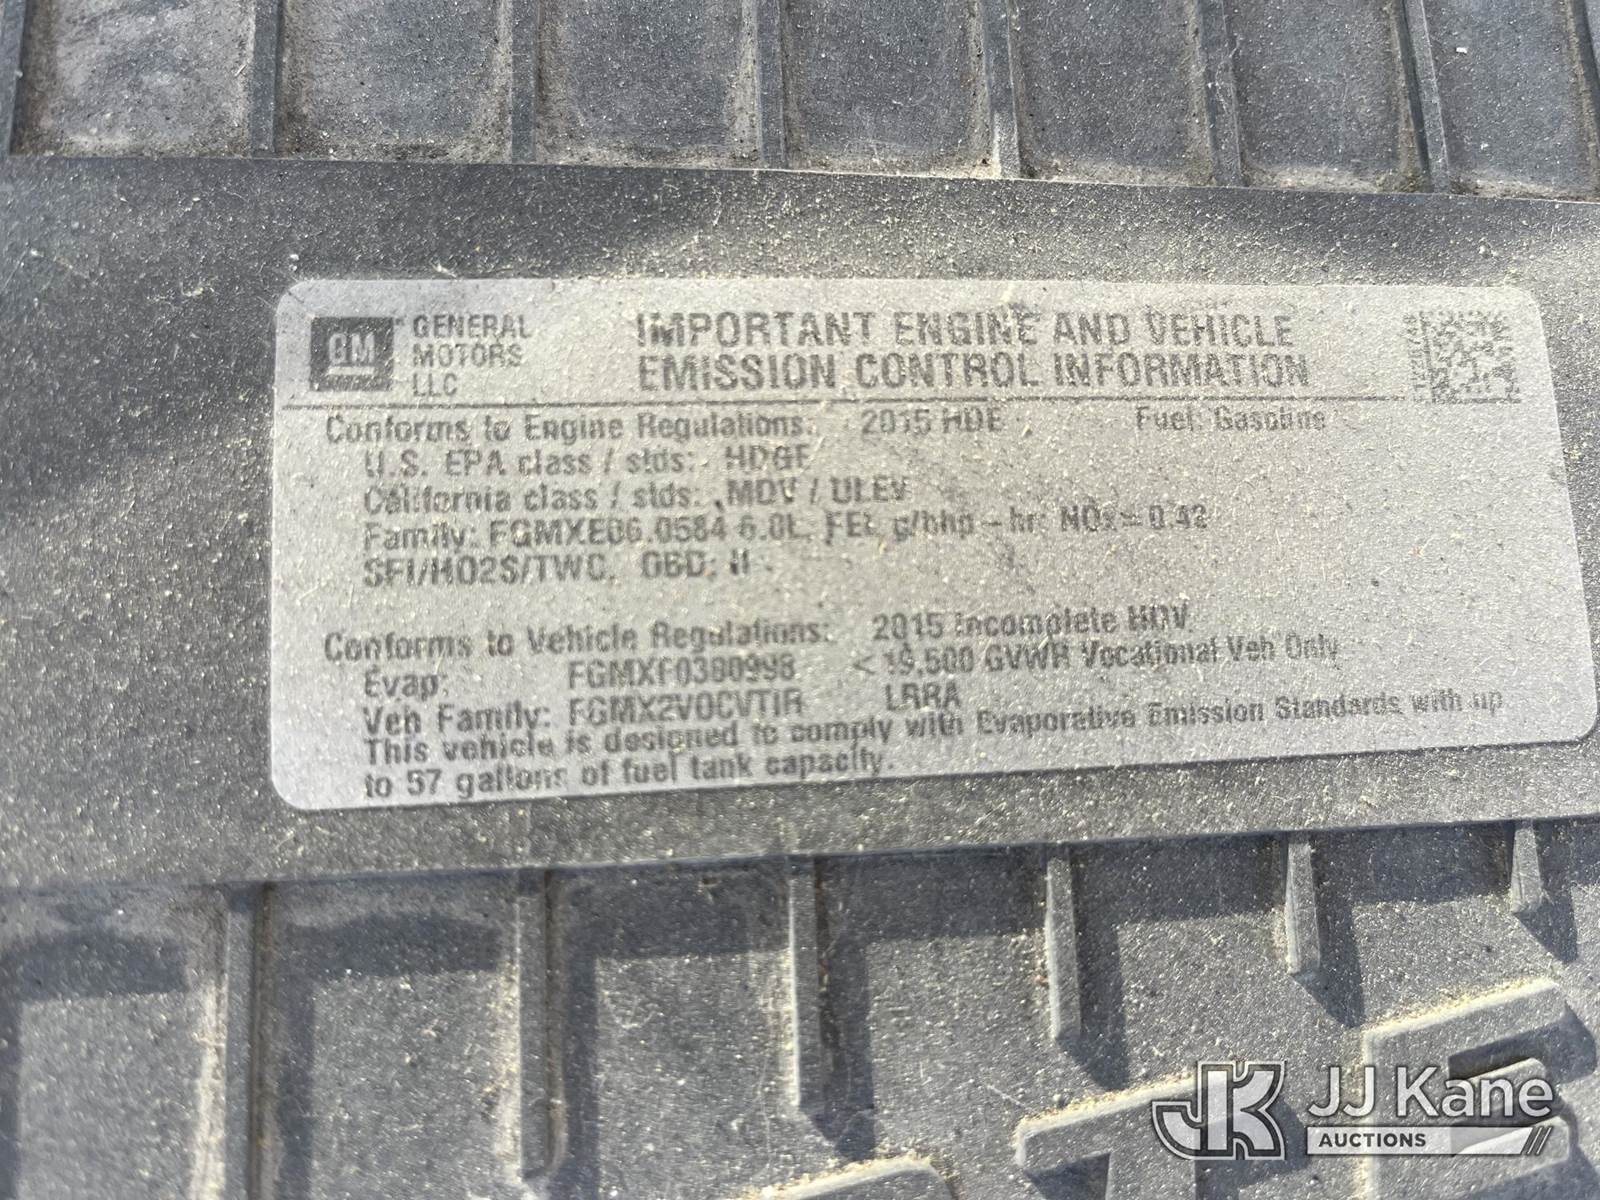 GM
GENERAL
MOTORS
LLC
IMPORTANT ENGINE AND VEHICLE
EMISSION CONTROL INFORMATION
Conforms to Engine Regulations: 2015 HDE Fuel: Gasoline
U.S. EPA class / stds: HDGE
California class / stds: MDV / ULEV
Family: FGMXE06.0584 6.0L FEL g/bhp - hr: NOx = 0.42
SFI/HO2S/TWC, OBD: II
Conforms to Vehicle Regulations: 2015 Incomplete HDV
Evap: < 19,500 GVWR Vocational Veh Only
Veh Family: FGMX2VOCVTIR LRRA
This vehicle is designed to comply with Evaporative Emission Standards with up
to 57 gallons of fuel tank capacity.
JK JJ Kane
AUCTIONS